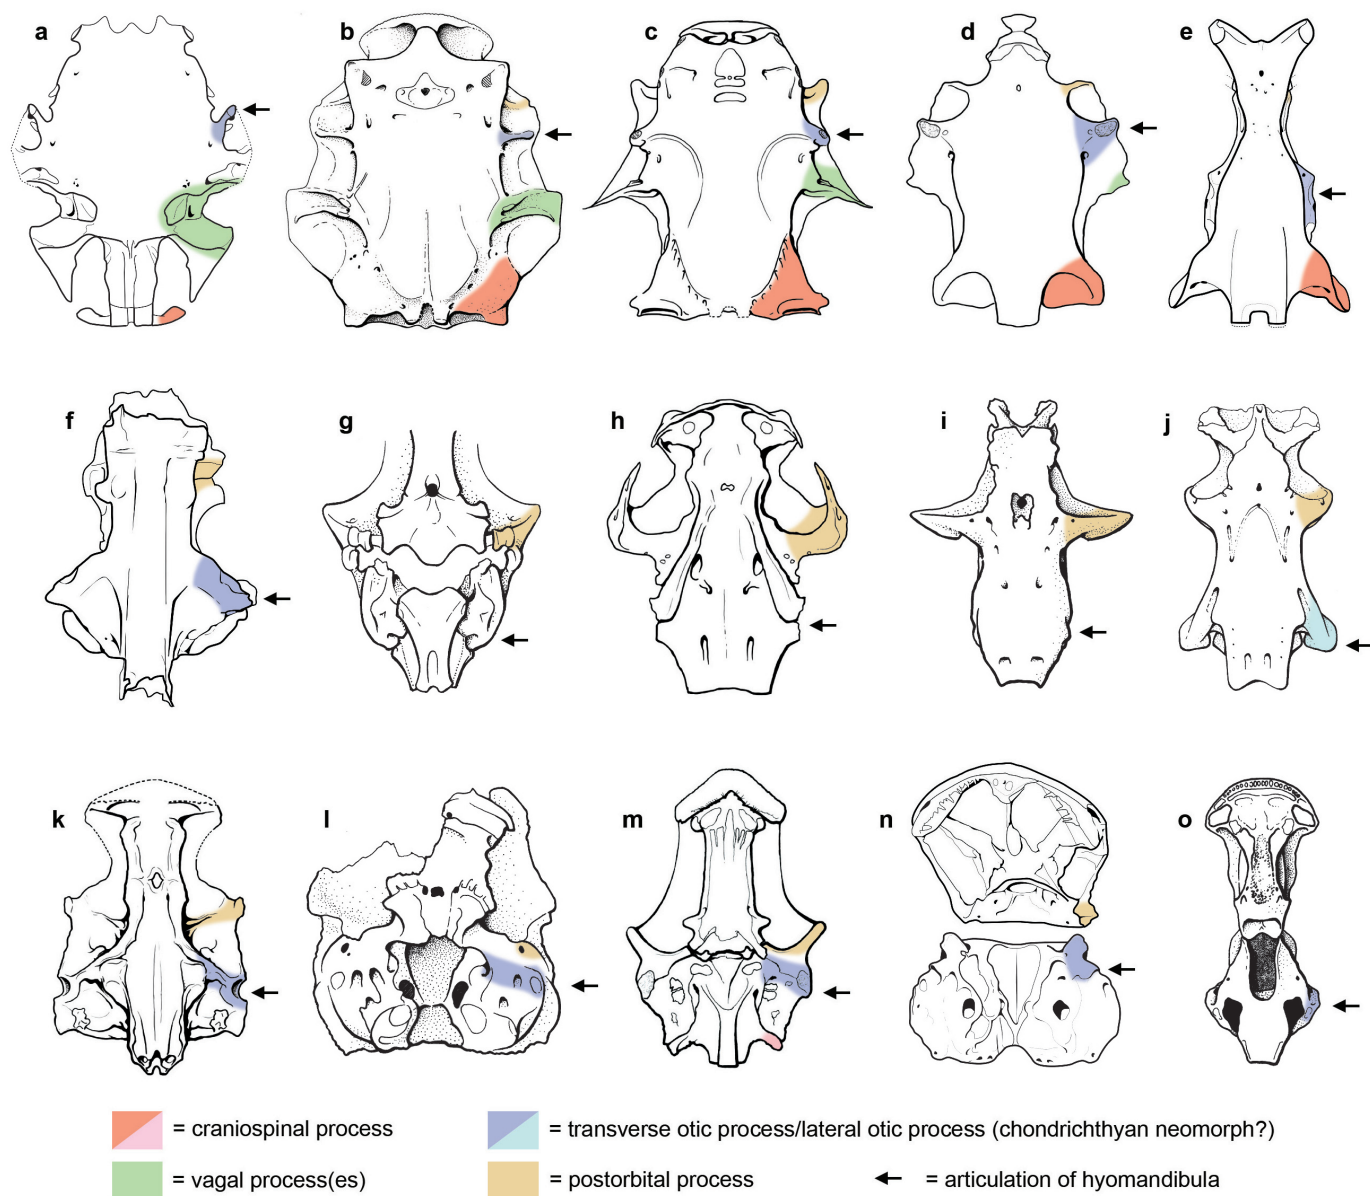 a
b
c
d
e
f
g
h
i
j
k
l
m
n
o
= craniospinal process
= transverse otic process/lateral otic process (chondrichthyan neomorph?)
= vagal process(es)
= postorbital process
= articulation of hyomandibula